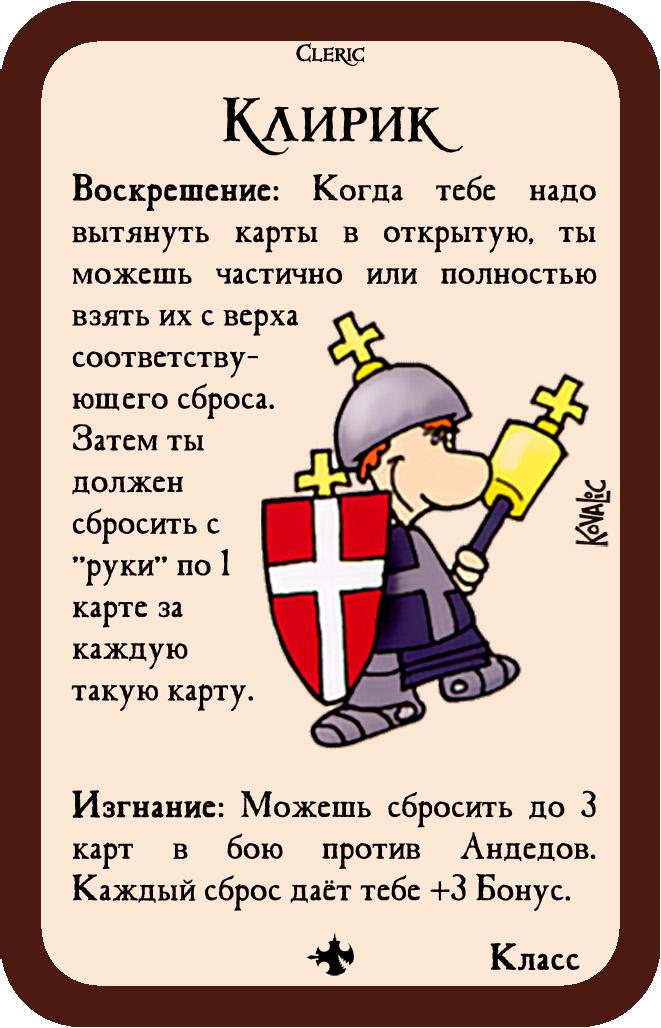 Cleric
Клирик
Воскрешение: Когда тебе надо
вытянуть карты в открытую, ты
можешь частично или полностью
взять их с верха
соответству-
ющего сброса.
Затем ты
должен
сбросить с
"руки" по 1
карте за
каждую
такую карту.
Kovalic
Изгнание: Можешь сбросить до 3
карт в бою против Андедов.
Каждый сброс даёт тебе +3 Бонус.
Класс